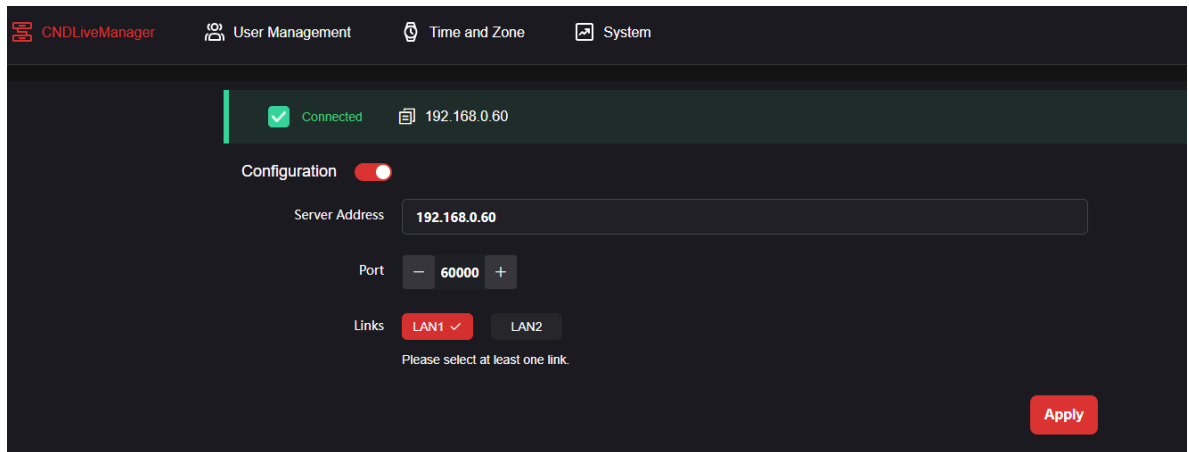 CNDLiveManager User Management Time and Zone System
Connected 192.168.0.60
Configuration
Server Address 192.168.0.60
Port − 60000 +
Links LAN1 LAN2
Please select at least one link.
Apply